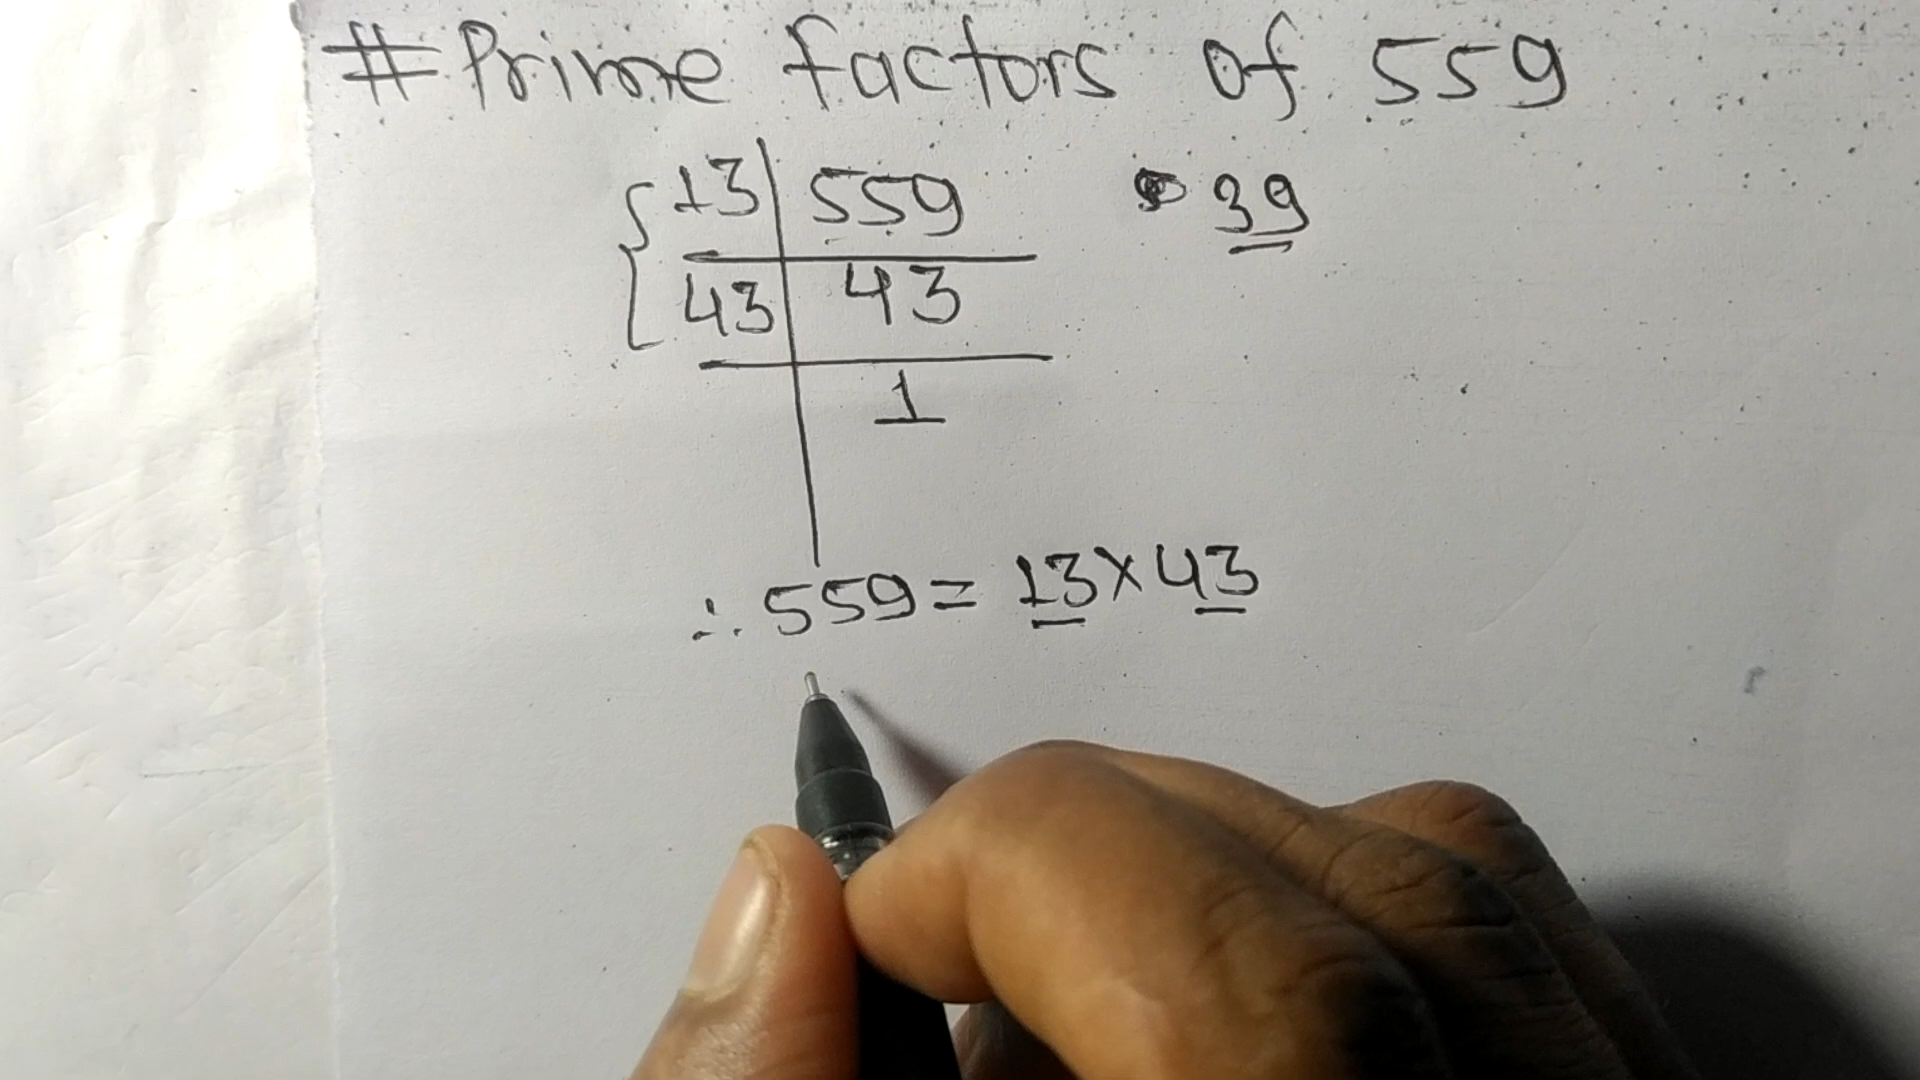 # Prime factors of 559
13 559 39
43 43
1
∴ 559 = 13 × 43